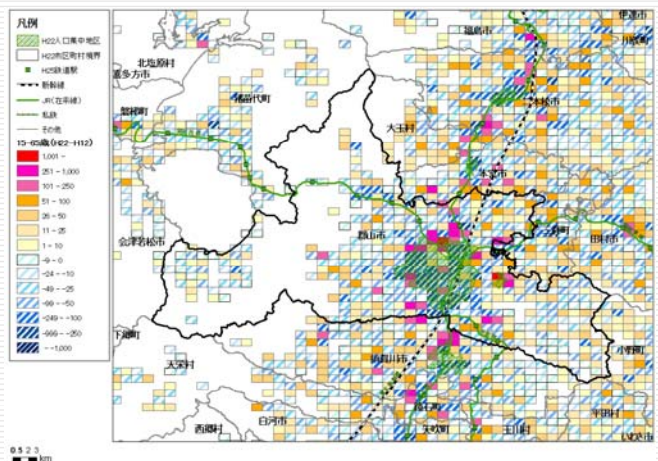 凡例
H22人口集中地区
H22市区町村境界
H25鉄道駅
新幹線
JR(在来線)
私鉄
その他
15-65歳(H22-H12)
1,001 -
251 - 1,000
101 - 250
51 - 100
26 - 50
11 - 25
1 - 10
-9 - 0
-24 - -10
-49 - -25
-99 - -50
-249 - -100
-999 - -250
- -1,000
福島市
伊達市
川俣町
北塩原村
喜多方市
猪苗代町
磐梯町
二本松市
大玉村
本宮市
三春町
田村市
郡山市
会津若松市
下郷町
天栄村
須賀川市
小野町
鏡石町
平田村
西郷村
白河市
矢吹町
玉川村
いわき市
0.5 2 3
km